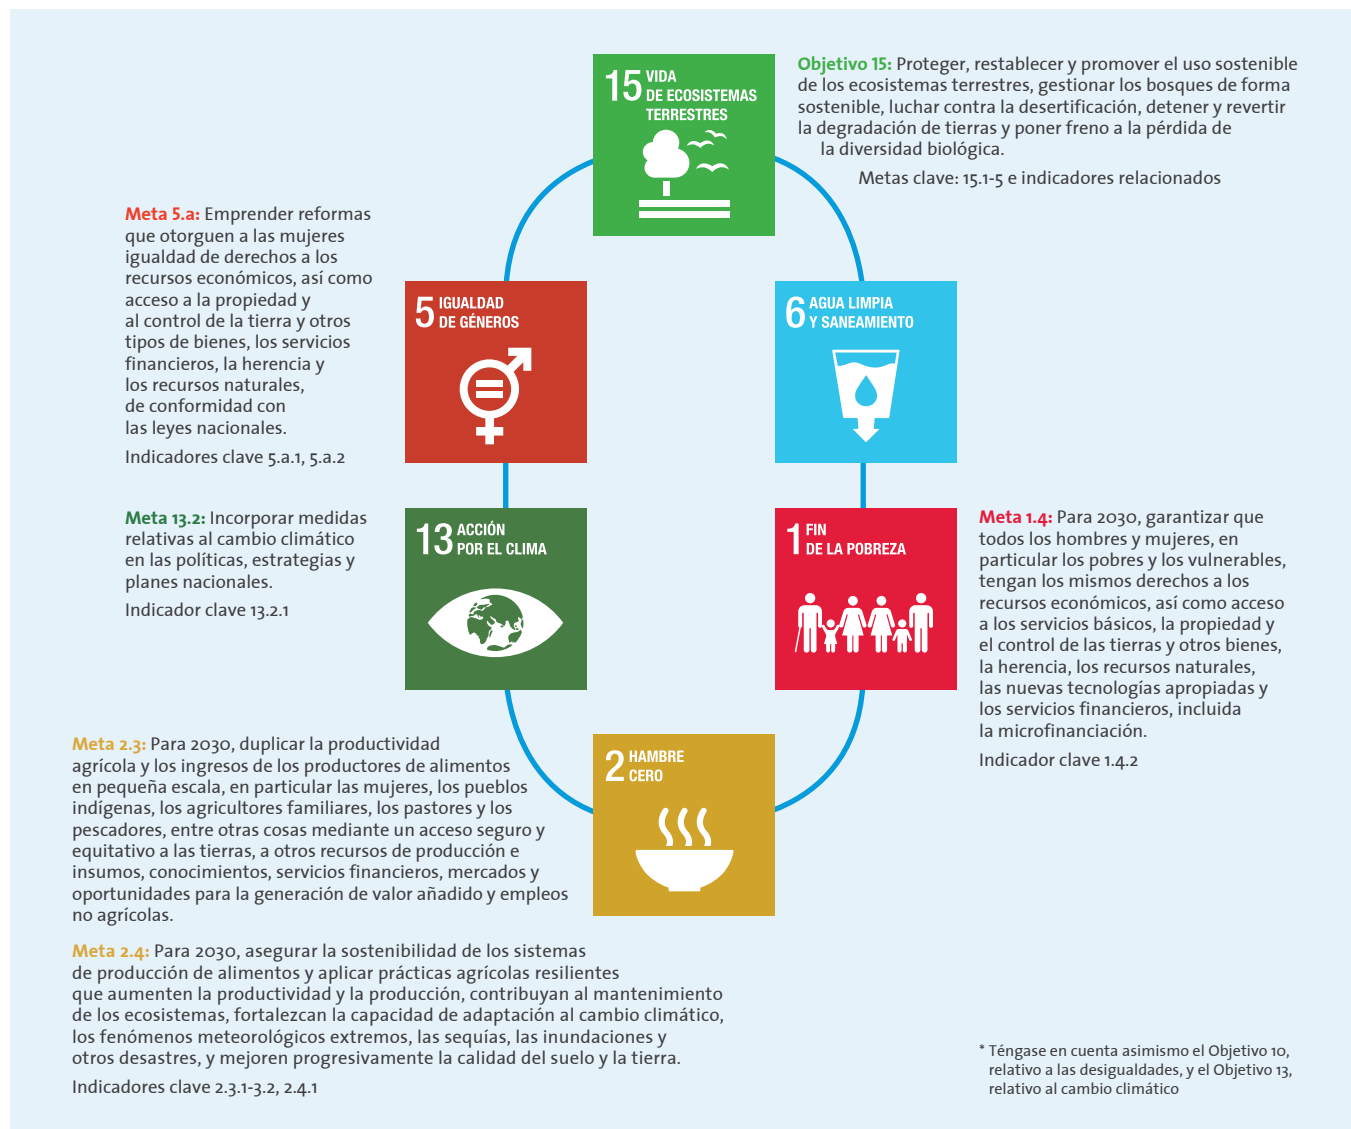 15 VIDA
DE ECOSISTEMAS
TERRESTRES
Objetivo 15: Proteger, restablecer y promover el uso sostenible
de los ecosistemas terrestres, gestionar los bosques de forma
sostenible, luchar contra la desertificación, detener y revertir
la degradación de tierras y poner freno a la pérdida de
la diversidad biológica.
Metas clave: 15.1-5 e indicadores relacionados
Meta 5.a: Emprender reformas
que otorguen a las mujeres
igualdad de derechos a los
recursos económicos, así como
acceso a la propiedad y
al control de la tierra y otros
tipos de bienes, los servicios
financieros, la herencia y
los recursos naturales,
de conformidad con
las leyes nacionales.
Indicadores clave 5.a.1, 5.a.2
5 IGUALDAD
DE GÉNEROS
6 AGUA LIMPIA
Y SANEAMIENTO
Meta 13.2: Incorporar medidas
relativas al cambio climático
en las políticas, estrategias y
planes nacionales.
Indicador clave 13.2.1
13 ACCIÓN
POR EL CLIMA
1 FIN
DE LA POBREZA
Meta 1.4: Para 2030, garantizar que
todos los hombres y mujeres, en
particular los pobres y los vulnerables,
tengan los mismos derechos a los
recursos económicos, así como acceso
a los servicios básicos, la propiedad y
el control de las tierras y otros bienes,
la herencia, los recursos naturales,
las nuevas tecnologías apropiadas y
los servicios financieros, incluida
la microfinanciación.
Indicador clave 1.4.2
Meta 2.3: Para 2030, duplicar la productividad
agrícola y los ingresos de los productores de alimentos
en pequeña escala, en particular las mujeres, los pueblos
indígenas, los agricultores familiares, los pastores y los
pescadores, entre otras cosas mediante un acceso seguro y
equitativo a las tierras, a otros recursos de producción e
insumos, conocimientos, servicios financieros, mercados y
oportunidades para la generación de valor añadido y empleos
no agrícolas.
2 HAMBRE
CERO
Meta 2.4: Para 2030, asegurar la sostenibilidad de los sistemas
de producción de alimentos y aplicar prácticas agrícolas resilientes
que aumenten la productividad y la producción, contribuyan al mantenimiento
de los ecosistemas, fortalezcan la capacidad de adaptación al cambio climático,
los fenómenos meteorológicos extremos, las sequías, las inundaciones y
otros desastres, y mejoren progresivamente la calidad del suelo y la tierra.
Indicadores clave 2.3.1-3.2, 2.4.1
* Téngase en cuenta asimismo el Objetivo 10,
relativo a las desigualdades, y el Objetivo 13,
relativo al cambio climático